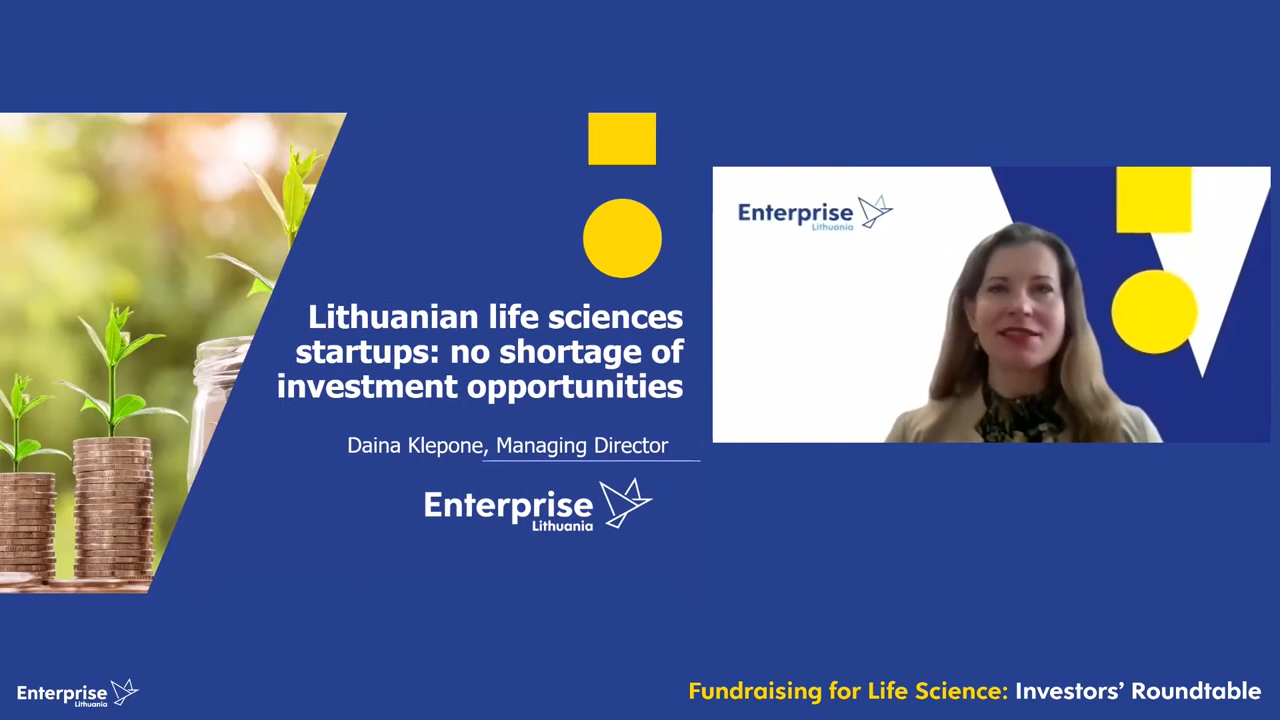 Lithuanian life sciences
startups: no shortage of
investment opportunities
Daina Klepone, Managing Director
Enterprise
Lithuania
Enterprise
Lithuania
Enterprise
Lithuania
Fundraising for Life Science: Investors’ Roundtable